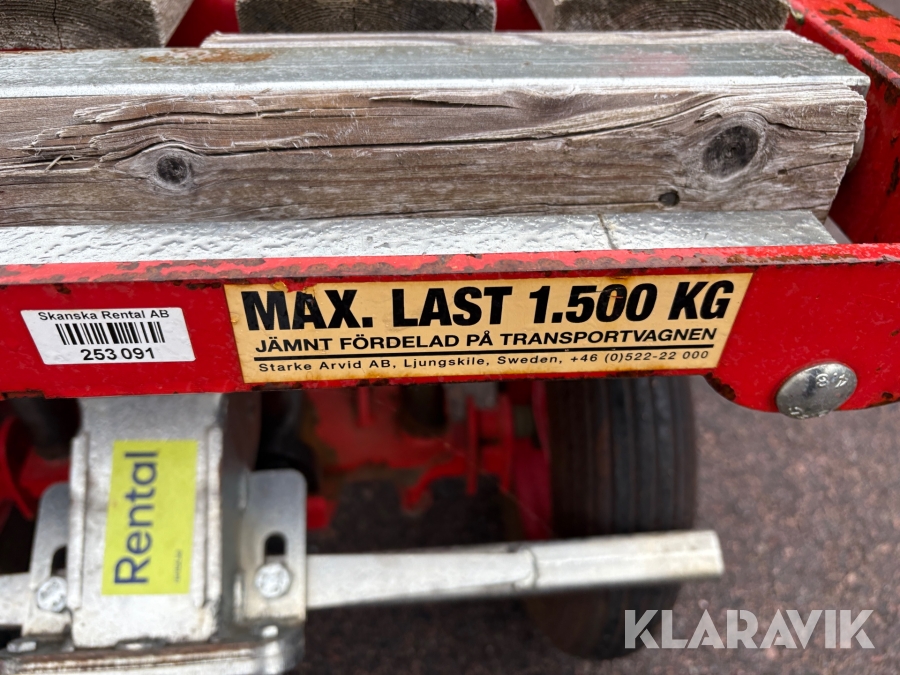 Skanska Rental AB
253 091
MAX. LAST 1.500 KG
JÄMNT FÖRDELAD PÅ TRANSPORTVAGNEN
Starke Arvid AB, Ljungskile, Sweden, +46 (0)522-22 000
Rental
KLARAVIK